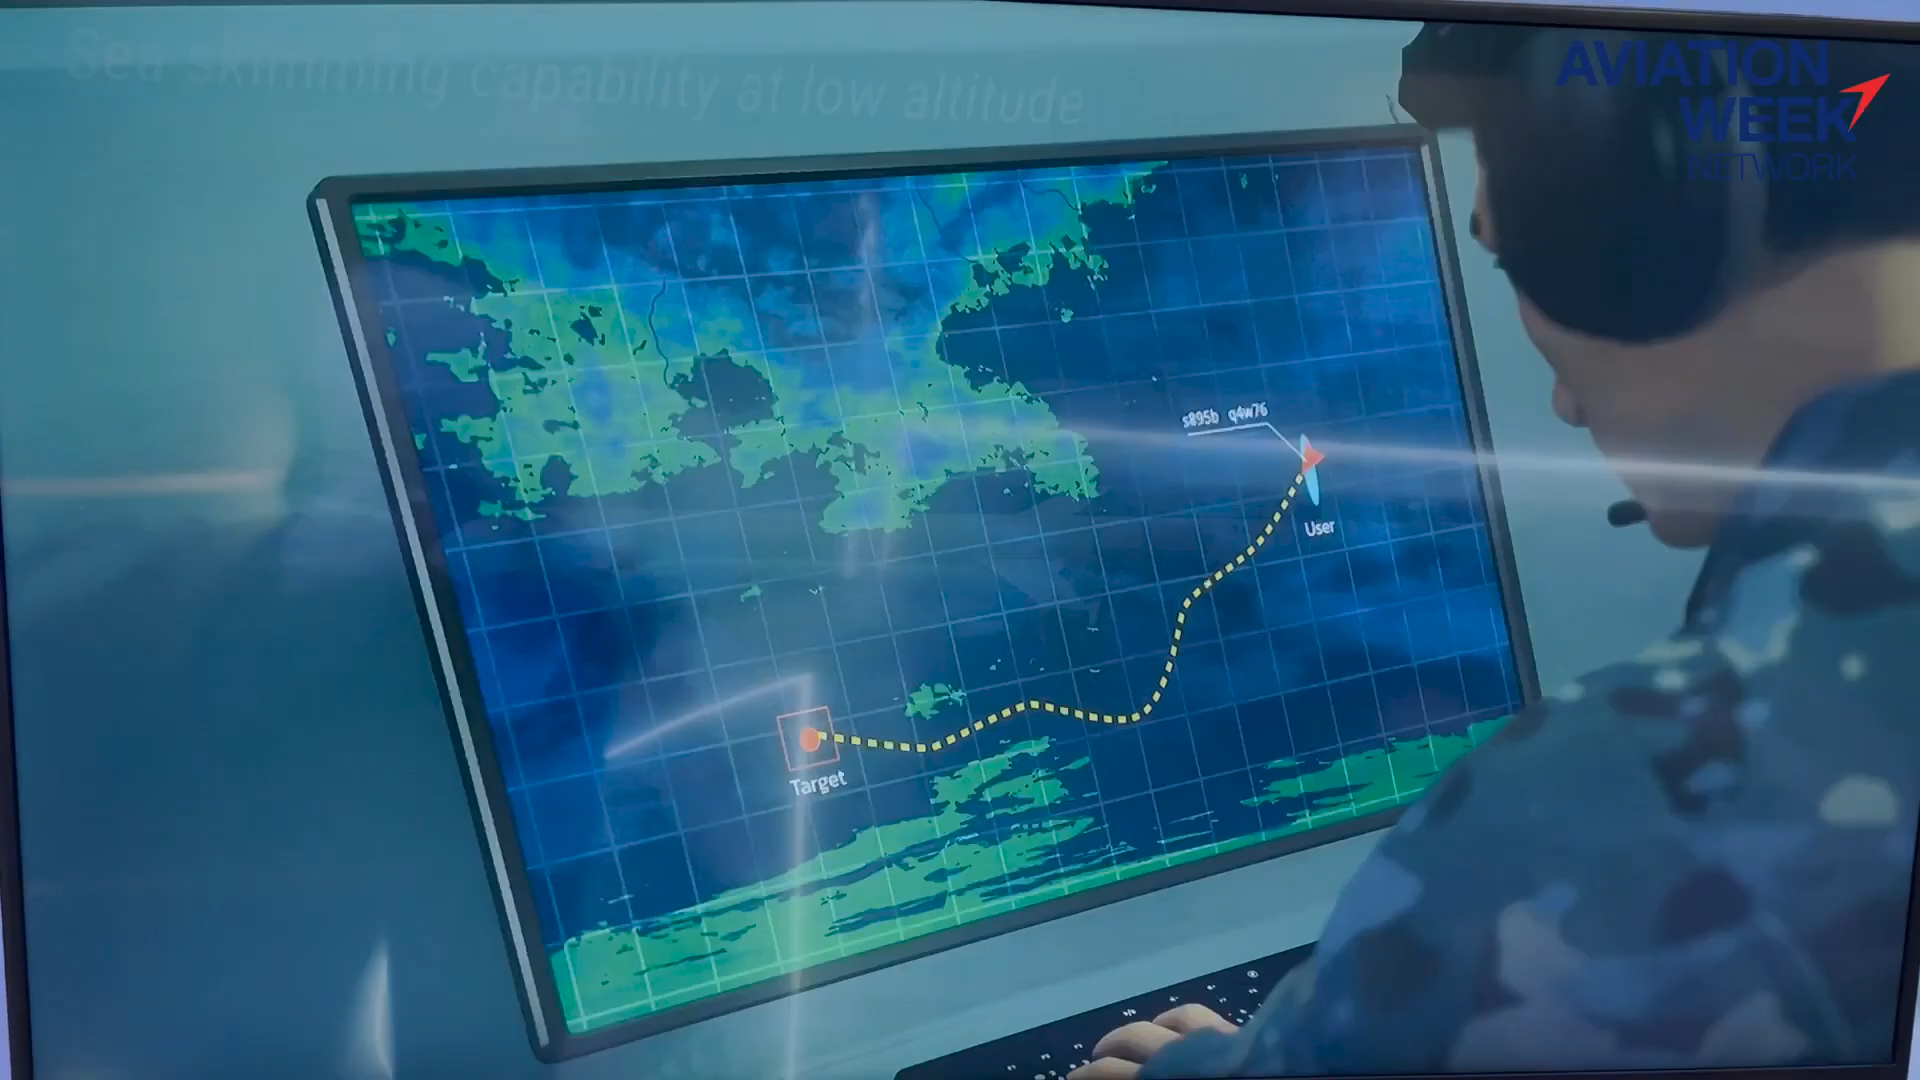 Sea skimming capability at low altitude
AVIATION
WEEK
NETWORK
s895b q4w76
User
Target